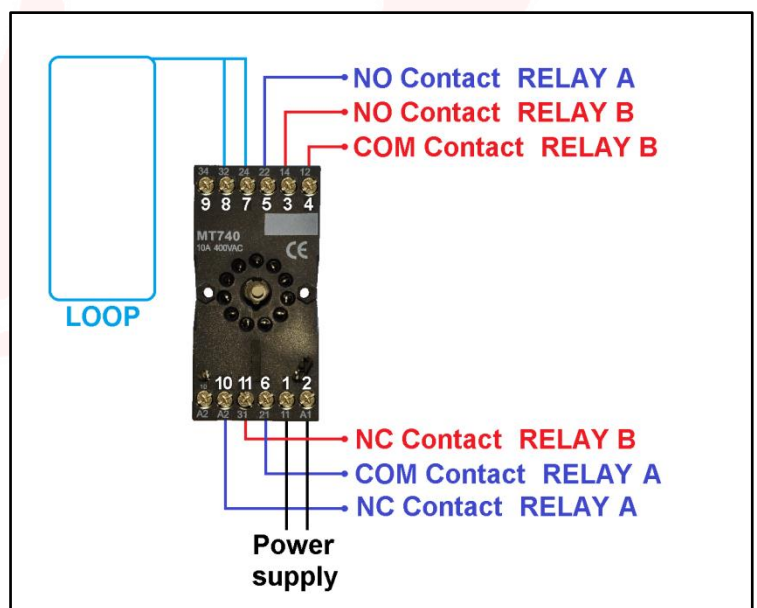 NO Contact RELAY A
NO Contact RELAY B
COM Contact RELAY B
34 32 24 22 14 12
9 8 7 5 3 4
MT740
10A 400VAC
CE
LOOP
10
10 11 6 1 2
A2 A2 31 21 11 A1
NC Contact RELAY B
COM Contact RELAY A
NC Contact RELAY A
Power
supply